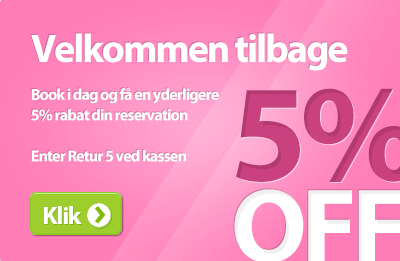 Velkommen tilbage
Book i dag og få en yderligere
5% rabat din reservation
Enter Retur 5 ved kassen
Klik
5%
OFF